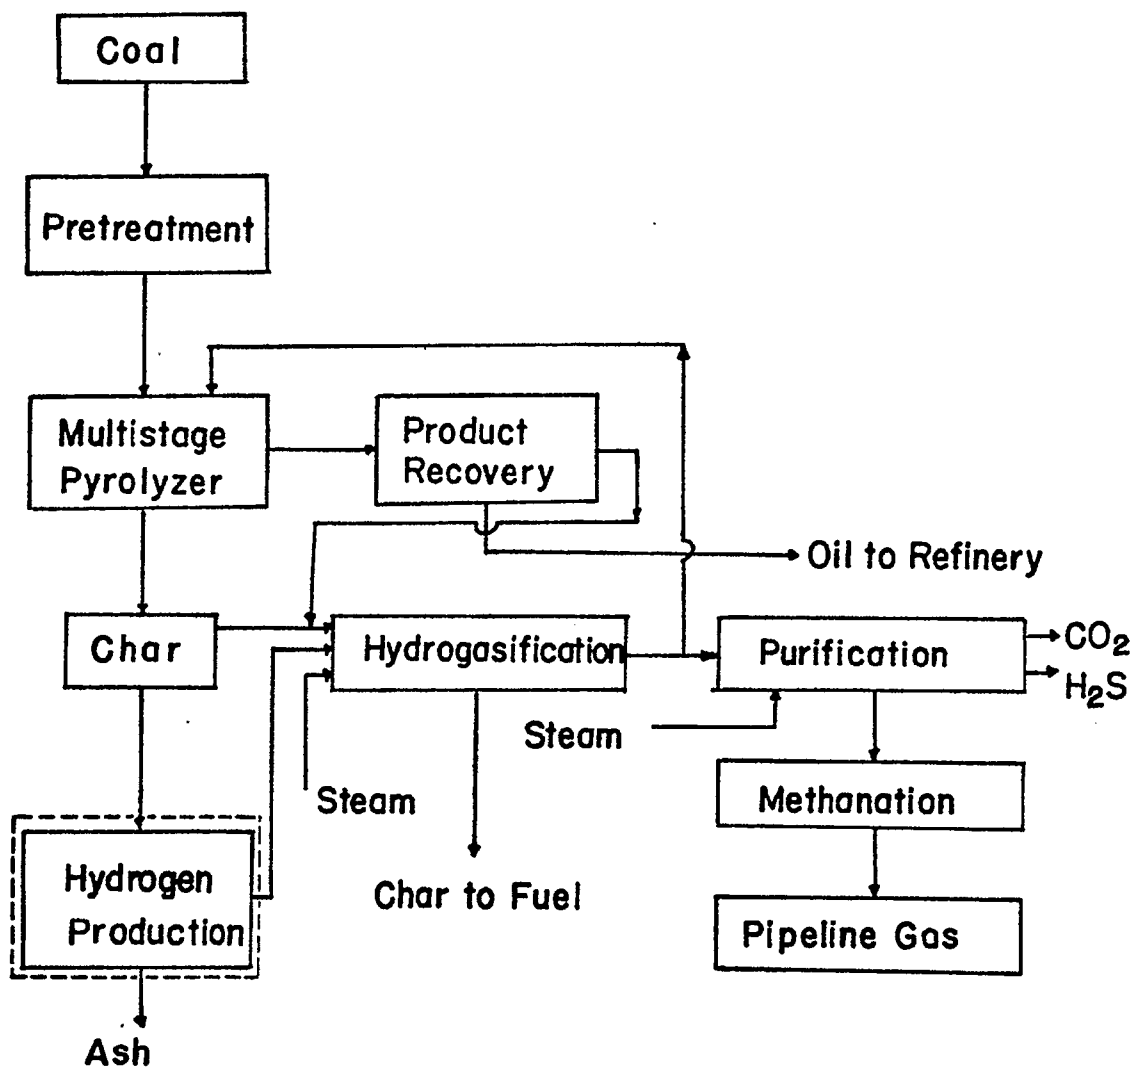 Coal
Pretreatment
Multistage
Pyrolyzer
Product
Recovery
Oil to Refinery
Char
Hydrogasification
Purification
CO₂
H₂S
Steam
Steam
Methanation
Hydrogen
Production
Char to Fuel
Pipeline Gas
Ash